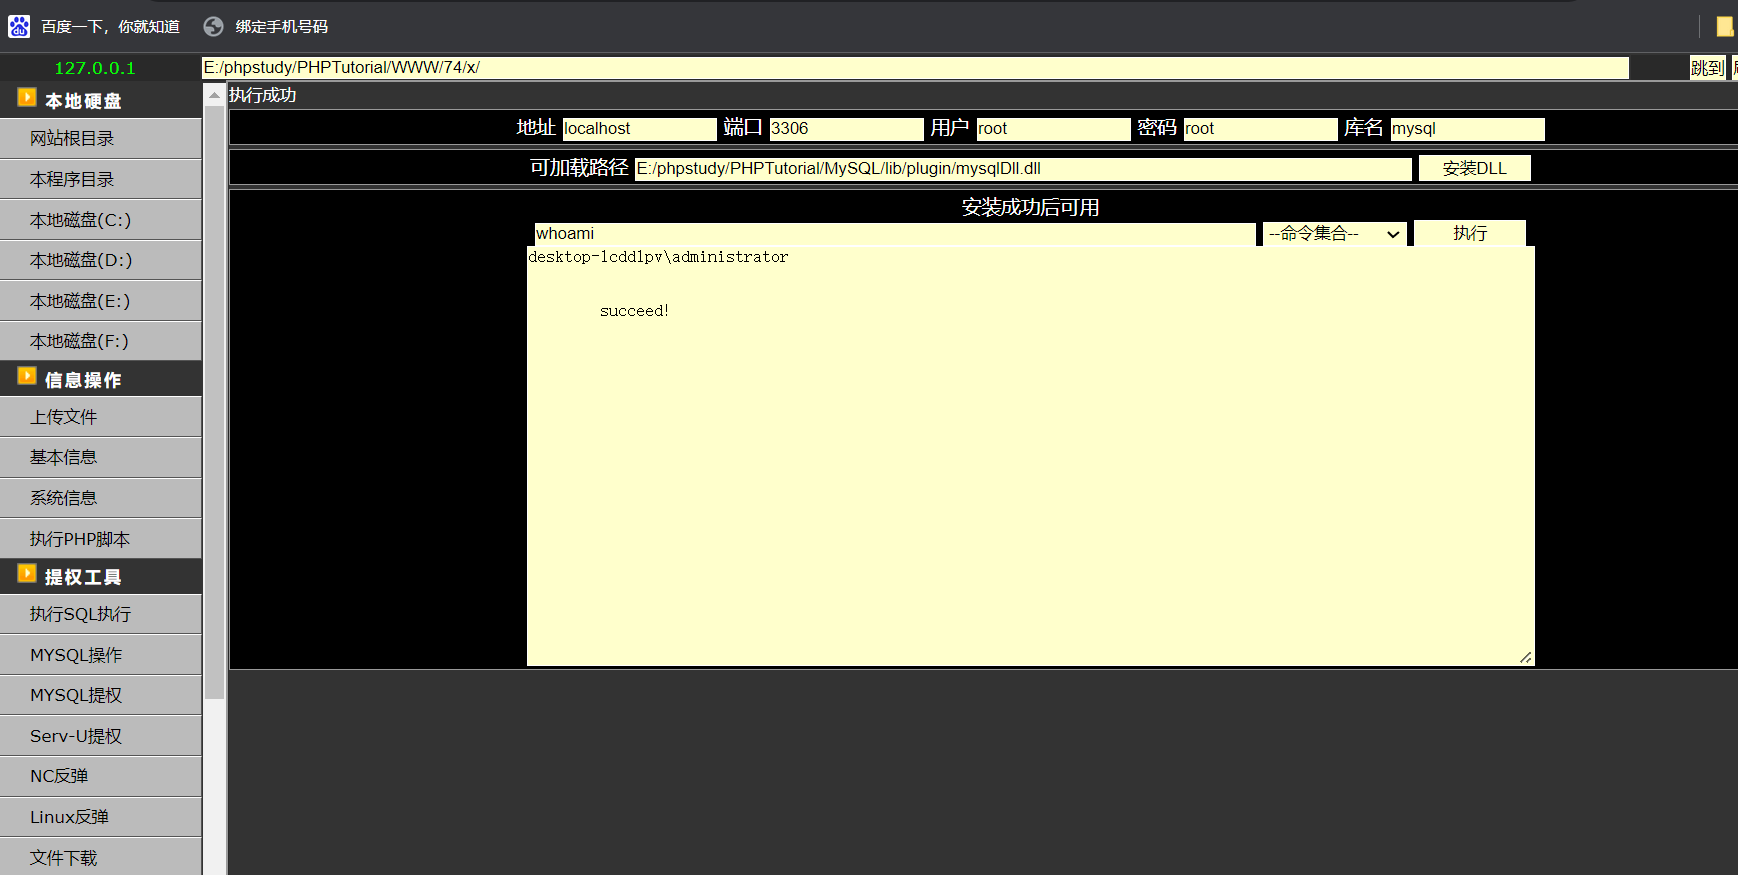 百度一下，你就知道 绑定手机号码
127.0.0.1 E:/phpstudy/PHPTutorial/WWW/74/x/ 跳到
本地硬盘
网站根目录
本程序目录
本地磁盘(C:)
本地磁盘(D:)
本地磁盘(E:)
本地磁盘(F:)
信息操作
上传文件
基本信息
系统信息
执行PHP脚本
提权工具
执行SQL执行
MYSQL操作
MYSQL提权
Serv-U提权
NC反弹
Linux反弹
文件下载
执行成功
地址 localhost 端口 3306 用户 root 密码 root 库名 mysql
可加载路径 E:/phpstudy/PHPTutorial/MySQL/lib/plugin/mysqlDll.dll 安装DLL
安装成功后可用
whoami --命令集合-- 执行
desktop-lcddlpv\administrator
succeed!